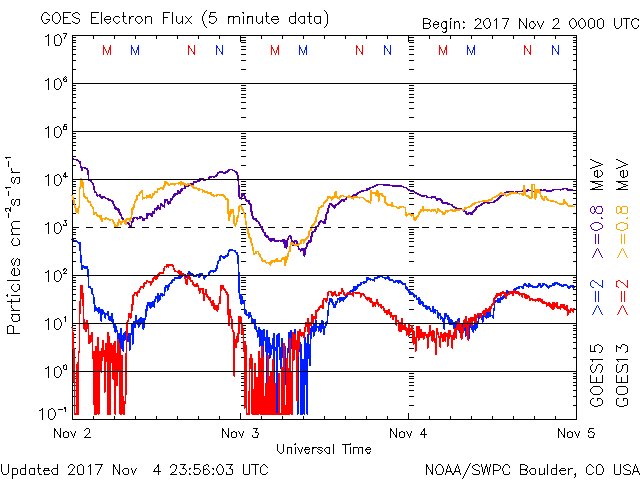 GOES Electron Flux (5 minute data)
Begin: 2017 Nov 2 0000 UTC
10⁷
M M N N M M N N M M N N
10⁶
10⁵
10⁴
10³
10²
10¹
10⁰
10⁻¹
Particles cm⁻²s⁻¹sr⁻¹
Nov 2 Nov 3 Nov 4 Nov 5
Universal Time
GOES15 >=2 >=0.8 MeV
GOES13 >=2 >=0.8 MeV
Updated 2017 Nov 4 23:56:03 UTC
NOAA/SWPC Boulder, CO USA